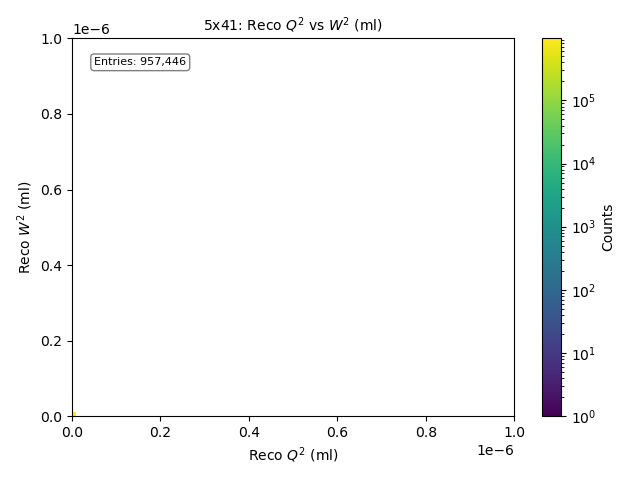 5x41: Reco Q² vs W² (ml)
1e−6
1.0
0.8
0.6
0.4
0.2
0.0
Reco W² (ml)
Entries: 957,446
0.0 0.2 0.4 0.6 0.8 1.0
1e−6
Reco Q² (ml)
10⁵
10⁴
10³
10²
10¹
10⁰
Counts